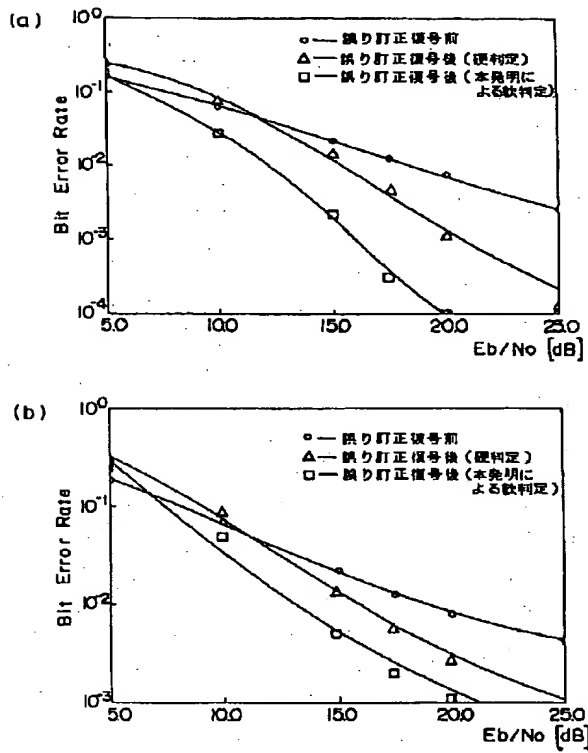 (a)
10⁰
○— 誤り訂正復号前
△ 誤り訂正復号後(硬判定)
□ 誤り訂正復号後(本発明に
よる軟判定)
10⁻¹
10⁻²
10⁻³
10⁻⁴
Bit Error Rate
5.0 10.0 15.0 20.0 25.0
Eb/No [dB]
(b)
10⁰
○— 誤り訂正復号前
△— 誤り訂正復号後(硬判定)
□— 誤り訂正復号後(本発明に
よる軟判定)
10⁻¹
10⁻²
10⁻³
Bit Error Rate
5.0 10.0 15.0 20.0 25.0
Eb/No [dB]